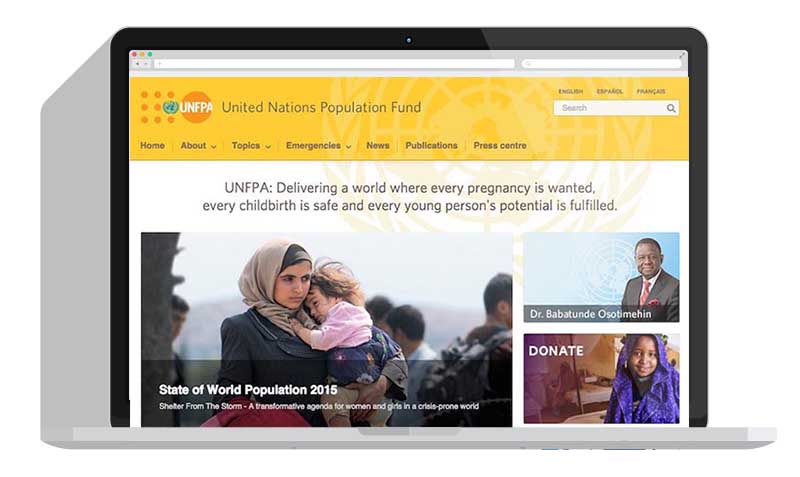 ENGLISH ESPAÑOL FRANÇAIS
UNFPA United Nations Population Fund
Search
Home About Topics Emergencies News Publications Press centre
UNFPA: Delivering a world where every pregnancy is wanted,
every childbirth is safe and every young person's potential is fulfilled.
Dr. Babatunde Osotimehin
DONATE
State of World Population 2015
Shelter From The Storm - A transformative agenda for women and girls in a crisis-prone world